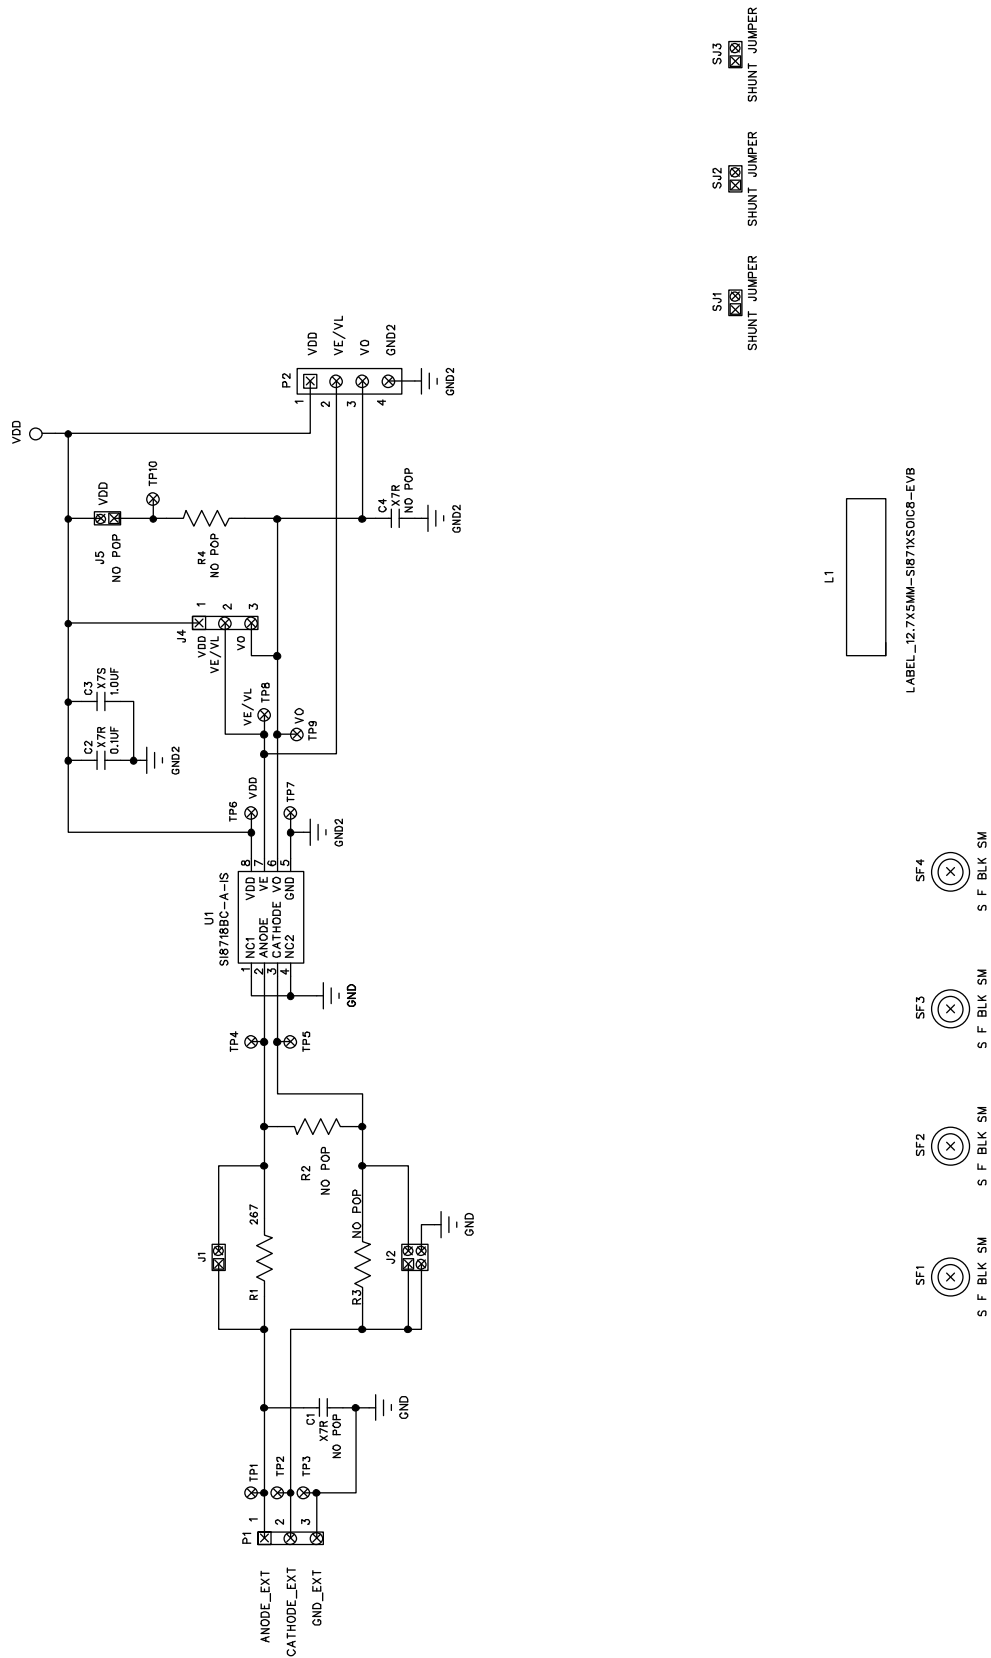 ANODE_EXT
CATHODE_EXT
GND_EXT
P1
1
2
3
TP1
TP2
TP3
C1
X7R
NO POP
GND
J1
R1
267
R3
NO POP
J2
GND
R2
NO POP
TP4
TP5
GND
U1
SI8718BC-A-IS
1
2
3
4
NC1
ANODE
CATHODE
NC2
VDD
VE
VO
GND
8
7
6
5
TP6
VDD
TP7
GND2
C2
X7R
0.1UF
C3
X7S
1.0UF
GND2
VE/VL
TP8
VO
TP9
J4
1
2
3
VDD
VE/VL
VO
J5
NO POP
VDD
TP10
R4
NO POP
C4
X7R
NO POP
GND2
VDD
P2
1
2
3
4
VDD
VE/VL
VO
GND2
GND2
SJ1
SHUNT JUMPER
SJ2
SHUNT JUMPER
SJ3
SHUNT JUMPER
L1
LABEL_12.7X5MM-SI871XSOIC8-EVB
SF1
S F BLK SM
SF2
S F BLK SM
SF3
S F BLK SM
SF4
S F BLK SM